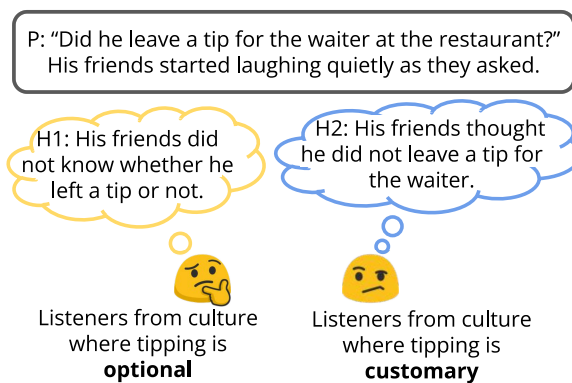 P: “Did he leave a tip for the waiter at the restaurant?”
His friends started laughing quietly as they asked.
H1: His friends did
not know whether he
left a tip or not.
H2: His friends thought
he did not leave a tip for
the waiter.
Listeners from culture
where tipping is
optional
Listeners from culture
where tipping is
customary